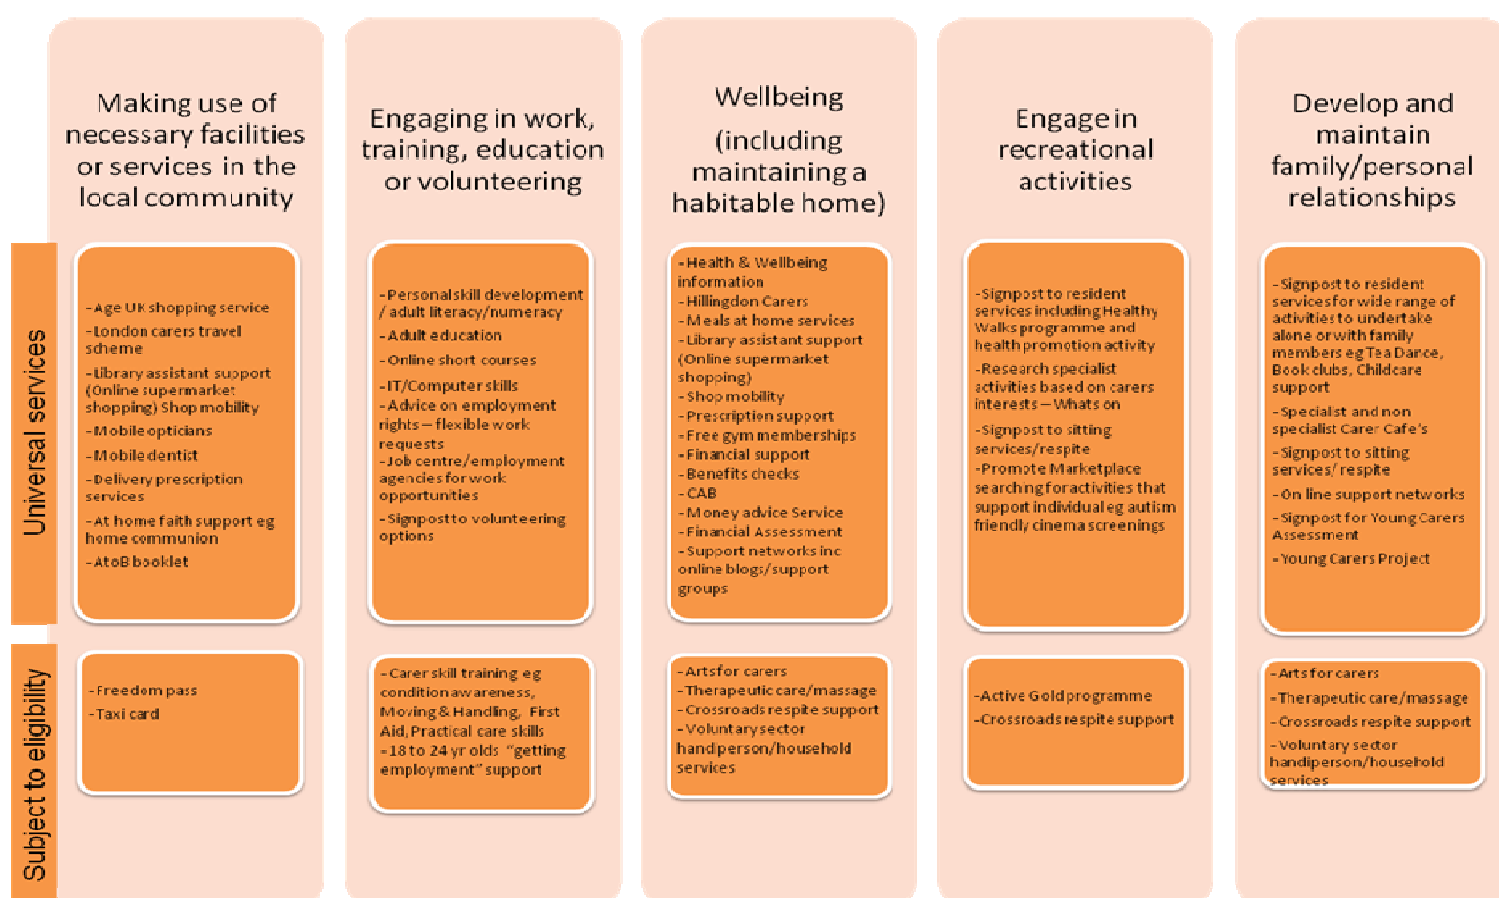 Making use of
necessary facilities
or services in the
local community
Engaging in work,
training, education
or volunteering
Wellbeing
(including
maintaining a
habitable home)
Engage in
recreational
activities
Develop and
maintain
family/personal
relationships
Universal services
-Age UK shopping service
-London carers travel
scheme
-Library assistant support
(Online supermarket
shopping) Shop mobility
-Mobile opticians
-Mobile dentist
-Delivery prescription
services
-At home faith support eg
home communion
-AtoB booklet
-Personal skill development
/ adult literacy/numeracy
-Adult education
-Online short courses
-IT/Computer skills
-Advice on employment
rights – flexible work
requests
-Job centre/employment
agencies for work
opportunities
-Signpost to volunteering
options
-Health & Wellbeing
information
-Hillingdon Carers
-Meals at home services
-Library assistant support
(Online supermarket
shopping)
-Shop mobility
-Prescription support
-Free gym memberships
-Financial support
-Benefits checks
-CAB
-Money advice Service
-Financial Assessment
-Support networks inc
online blogs/support
groups
-Signpost to resident
services including Healthy
Walks programme and
health promotion activity
-Research specialist
activities based on carers
interests – Whats on
-Signpost to sitting
services/respite
-Promote Marketplace
searching for activities that
support individual eg autism
friendly cinema screenings
-Signpost to resident
services for wide range of
activities to undertake
alone or with family
members eg Tea Dance,
Book clubs, Childcare
support
-Specialist and non
specialist Carer Cafe's
-Signpost to sitting
services/ respite
-On line support networks
-Signpost for Young Carers
Assessment
-Young Carers Project
Subject to eligibility
-Freedom pass
-Taxi card
-Carer skill training eg
condition awareness,
Moving & Handling, First
Aid, Practical care skills
-18 to 24 yr olds "getting
employment" support
-Arts for carers
-Therapeutic care/massage
-Crossroads respite support
-Voluntary sector
handiperson/household
services
-Active Gold programme
-Crossroads respite support
-Arts for carers
-Therapeutic care/massage
-Crossroads respite support
-Voluntary sector
handiperson/household
services